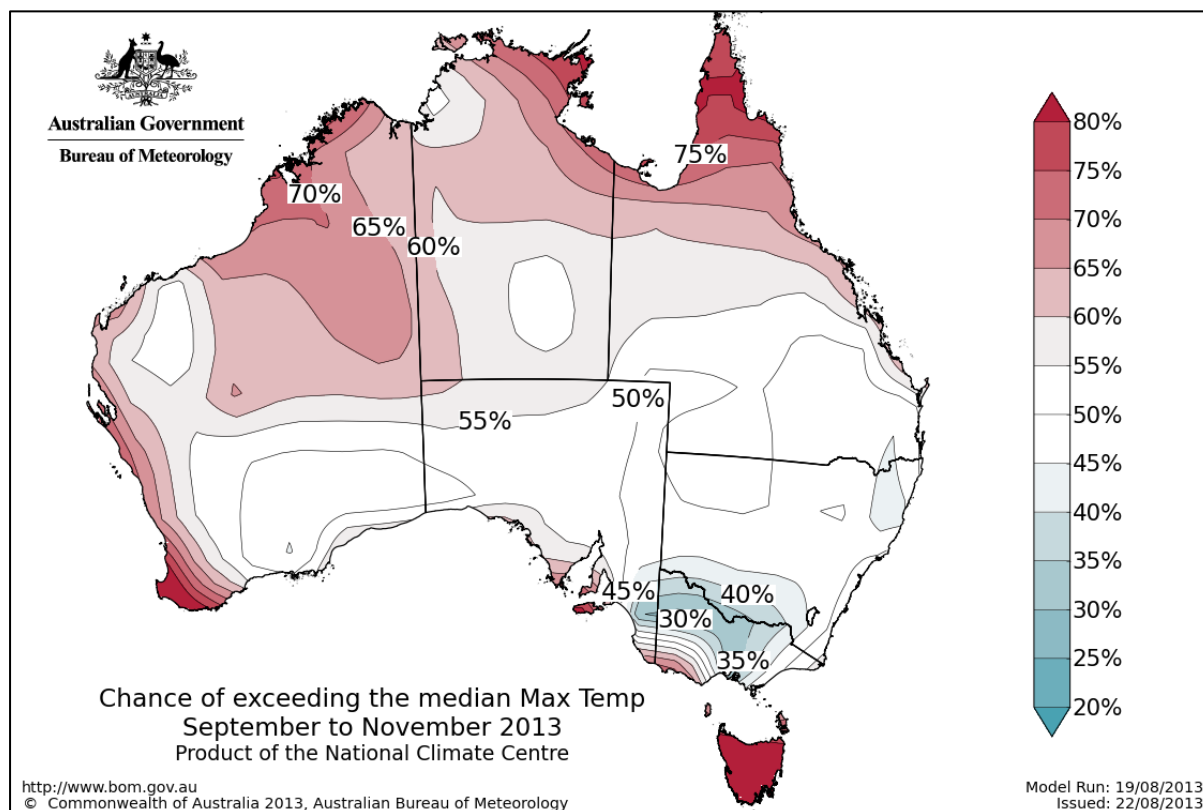 AUSTRALIA
Australian Government
Bureau of Meteorology
75%
70%
65%
60%
50%
55%
45%
40%
30%
35%
80%
75%
70%
65%
60%
55%
50%
45%
40%
35%
30%
25%
20%
Chance of exceeding the median Max Temp
September to November 2013
Product of the National Climate Centre
http://www.bom.gov.au
© Commonwealth of Australia 2013, Australian Bureau of Meteorology
Model Run: 19/08/2013
Issued: 22/08/2013